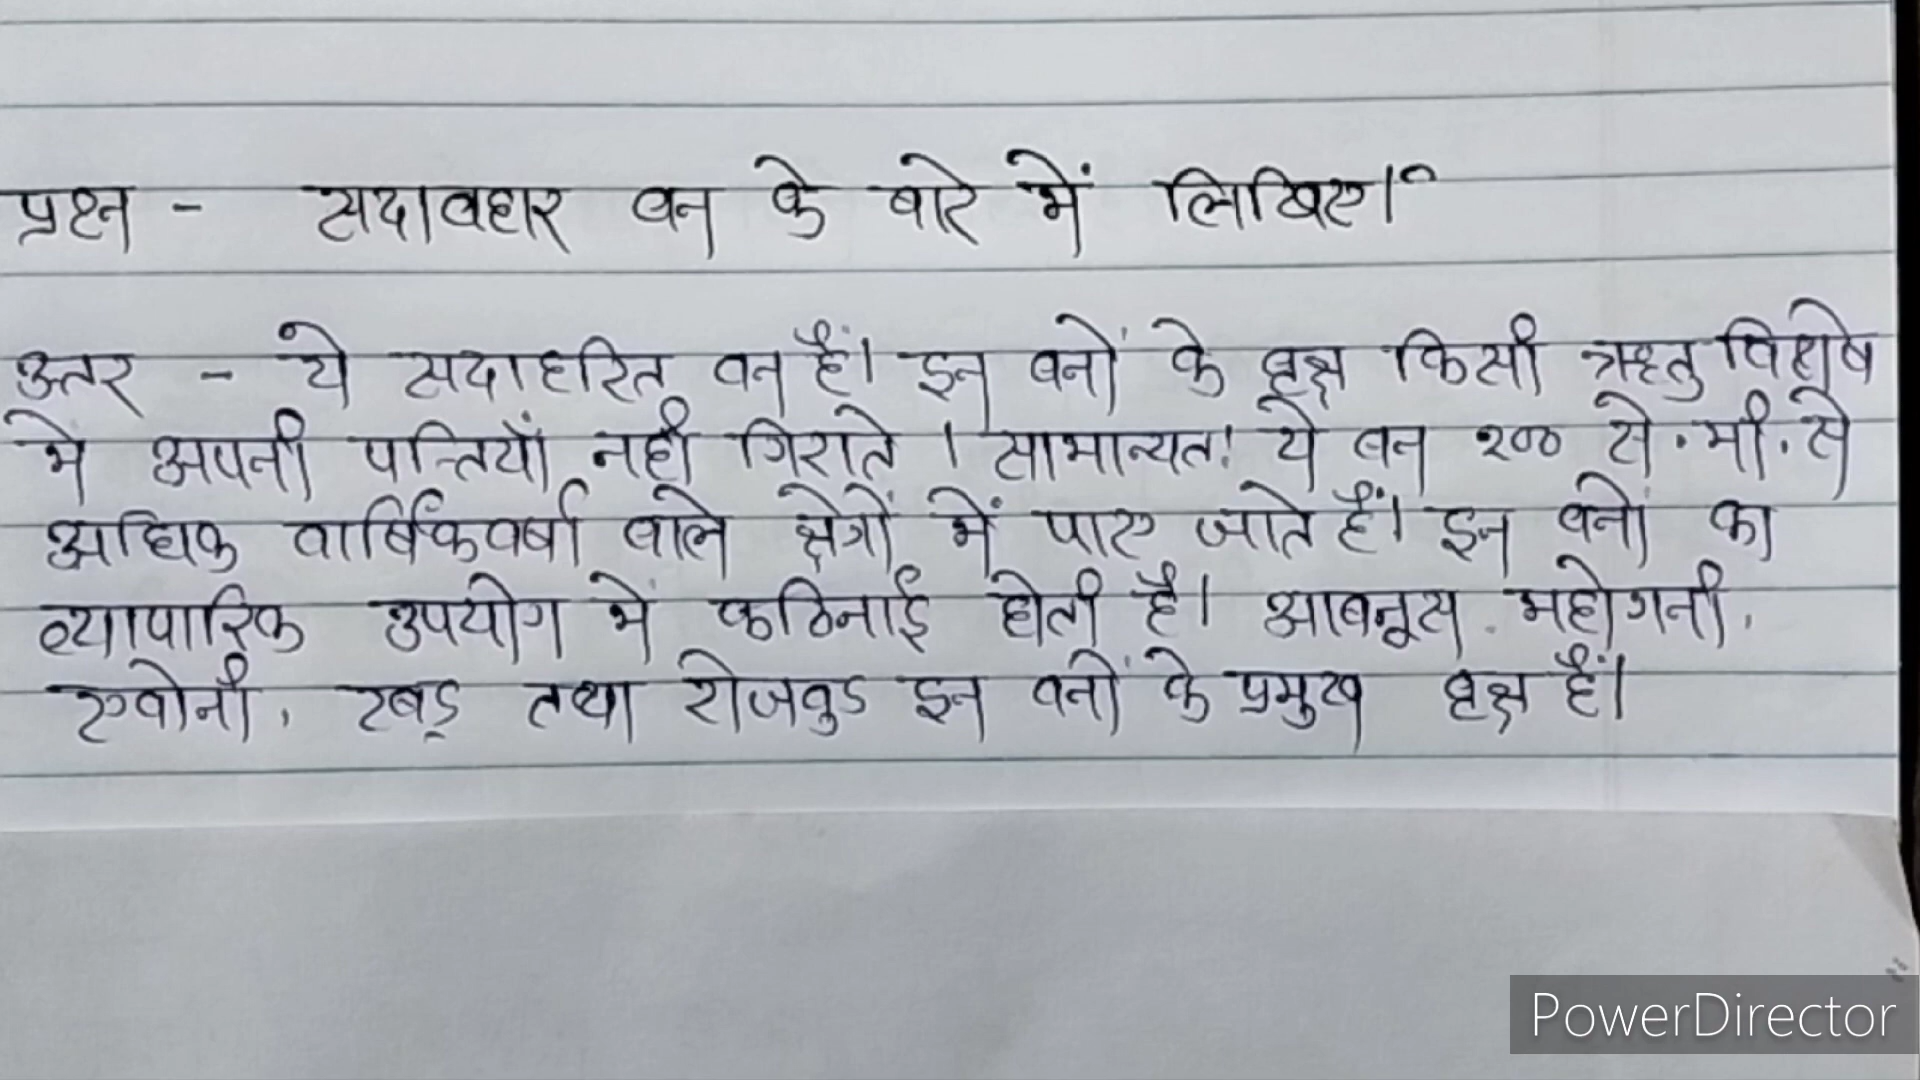 प्रश्न - सदाबहार वन के बारे में लिखिए।
उत्तर - ये सदाहरित वन हैं। इन वनों के वृक्ष किसी ऋतु विशेष
में अपनी पत्तियाँ नही गिराते । सामान्यत: ये वन २०० से.मी. से
अधिक वार्षिक वर्षा वाले क्षेत्रों में पाए जाते हैं। इन वनों का
व्यापारिक उपयोग में कठिनाई होती है। आबनूस, महोगनी,
एबोनी, रबड़ तथा रोजवुड इन वनों के प्रमुख वृक्ष हैं।
PowerDirector